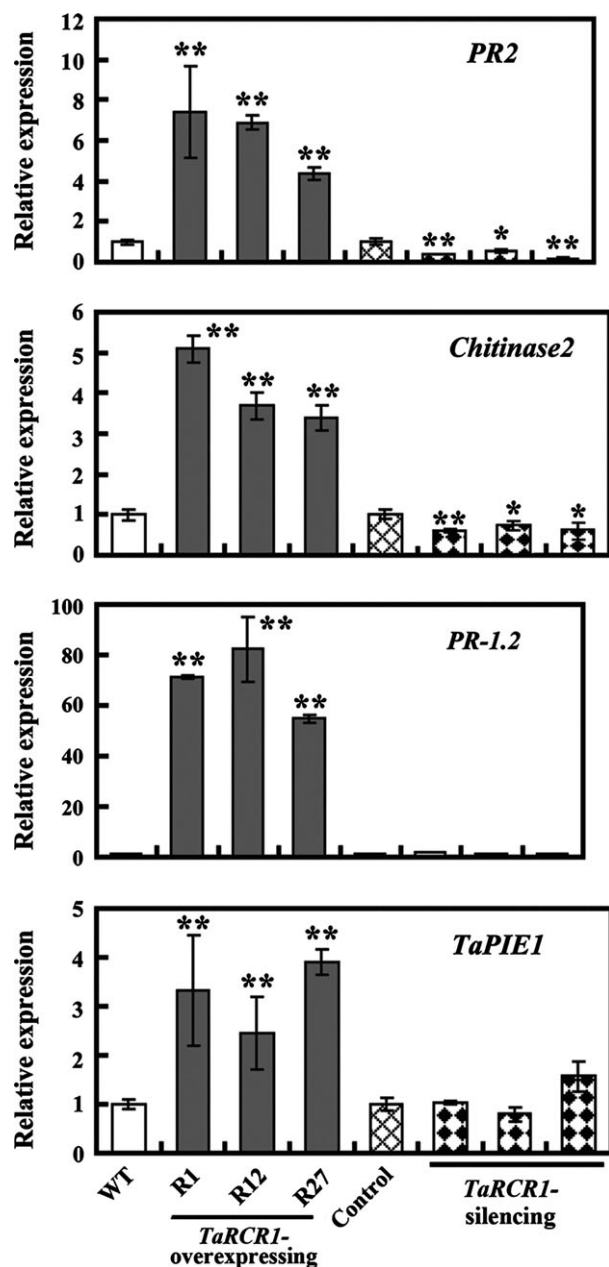 Relative expression
12
10
8
6
4
2
0
PR2
**
**
**
**
*
**
Relative expression
6
5
4
3
2
1
0
Chitinase2
**
**
**
**
*
*
Relative expression
100
80
60
40
20
0
PR-1.2
**
**
**
Relative expression
5
4
3
2
1
0
TaPIE1
**
**
**
WT
R1
R12
R27
Control
TaRCR1-
overexpressing
TaRCR1-
silencing